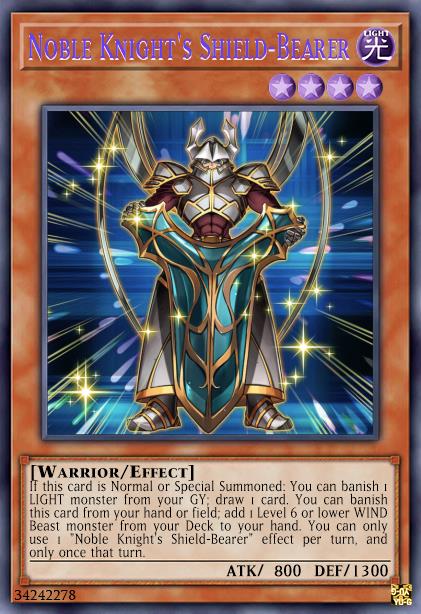 Noble Knight's Shield-Bearer
LIGHT
光
[Warrior/Effect]
If this card is Normal or Special Summoned: You can banish 1
LIGHT monster from your GY; draw 1 card. You can banish
this card from your hand or field; add 1 Level 6 or lower WIND
Beast monster from your Deck to your hand. You can only
use 1 "Noble Knight's Shield-Bearer" effect per turn, and
only once that turn.
ATK/ 800 DEF/1300
34242278